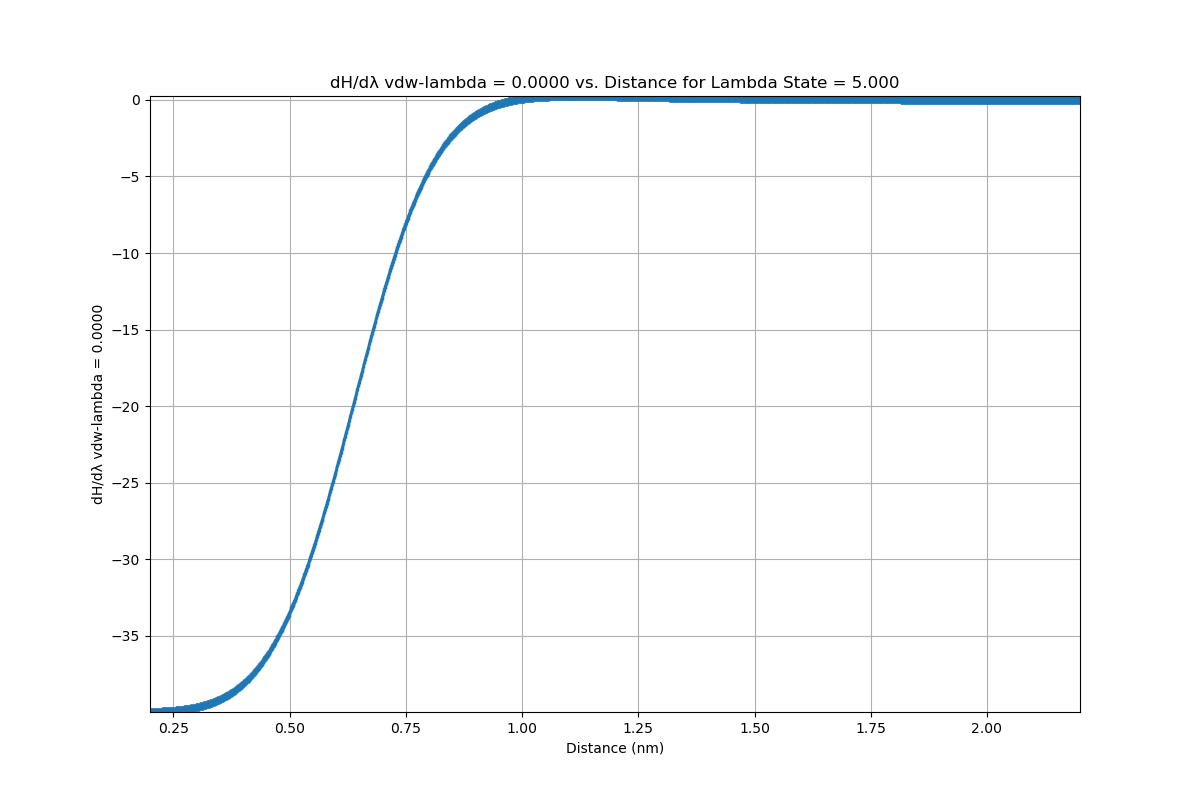 dH/dλ vdw-lambda = 0.0000 vs. Distance for Lambda State = 5.000
dH/dλ vdw-lambda = 0.0000
0
−5
−10
−15
−20
−25
−30
−35
0.25 0.50 0.75 1.00 1.25 1.50 1.75 2.00
Distance (nm)